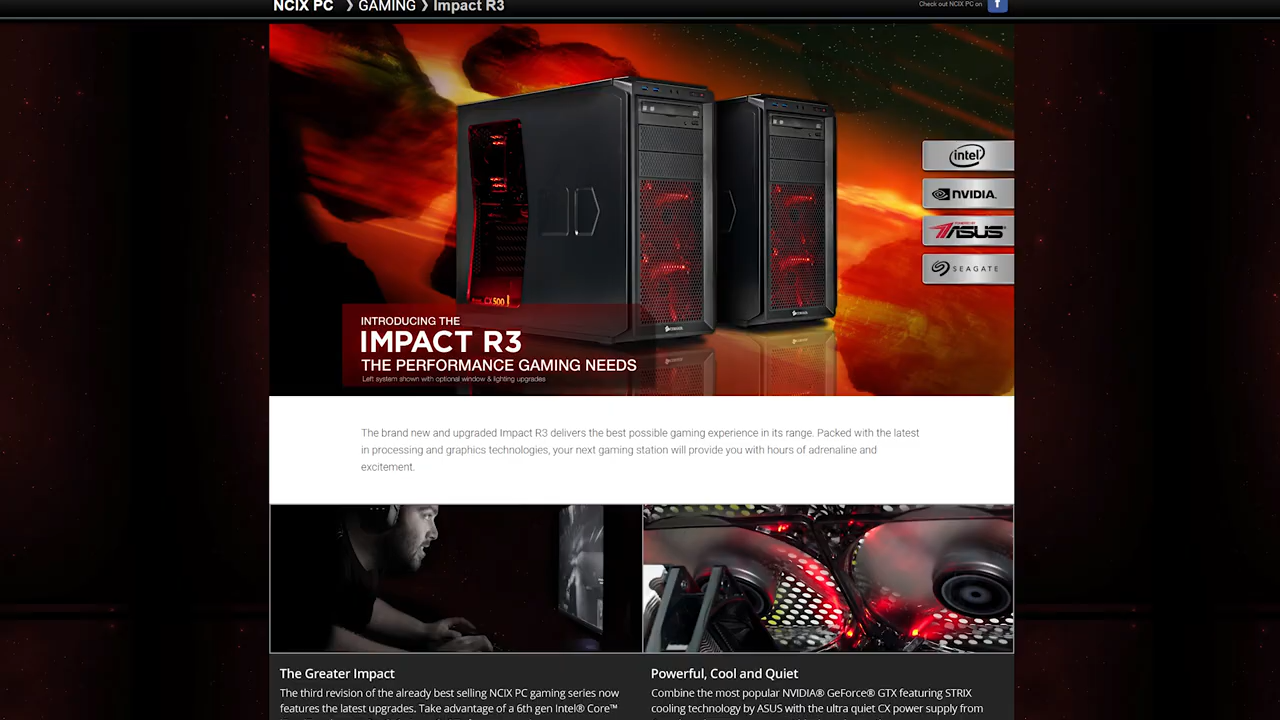 NCIX PC ❯ GAMING ❯ Impact R3
Check out NCIX PC on f
intel
NVIDIA
POWERED BY
ASUS
SEAGATE
CX500
CORSAIR
INTRODUCING THE
IMPACT R3
THE PERFORMANCE GAMING NEEDS
Left system shown with optional window & lighting upgrades
The brand new and upgraded Impact R3 delivers the best possible gaming experience in its range. Packed with the latest
in processing and graphics technologies, your next gaming station will provide you with hours of adrenaline and
excitement.
The Greater Impact
The third revision of the already best selling NCIX PC gaming series now
features the latest upgrades. Take advantage of a 6th gen Intel® Core™
Powerful, Cool and Quiet
Combine the most popular NVIDIA® GeForce® GTX featuring STRIX
cooling technology by ASUS with the ultra quiet CX power supply from